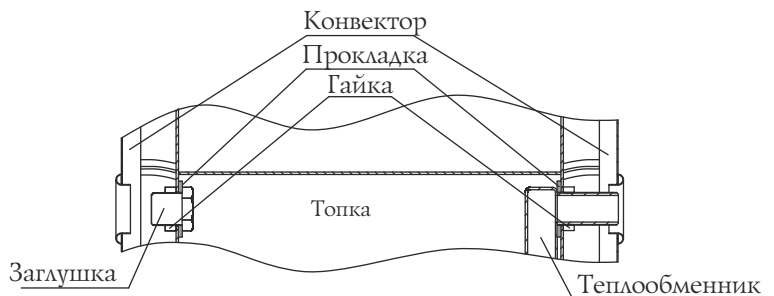 Конвектор
Прокладка
Гайка
Топка
Заглушка
Теплообменник